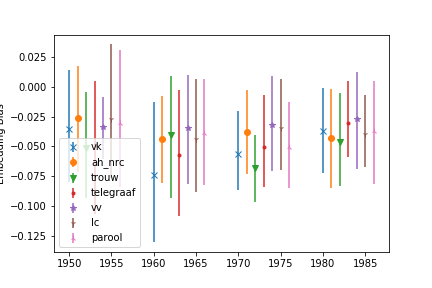 0.025
0.000
−0.025
−0.050
−0.075
−0.100
−0.125
Embedding bias
vk
ah_nrc
trouw
telegraaf
vv
lc
parool
1950 1955 1960 1965 1970 1975 1980 1985